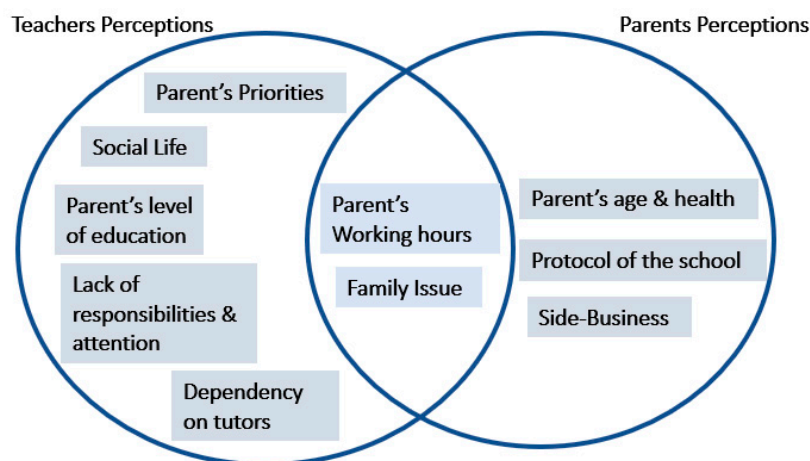 Teachers Perceptions
Parents Perceptions
Parent's Priorities
Social Life
Parent's level
of education
Lack of
responsibilities &
attention
Dependency
on tutors
Parent's
Working hours
Family Issue
Parent's age & health
Protocol of the school
Side-Business